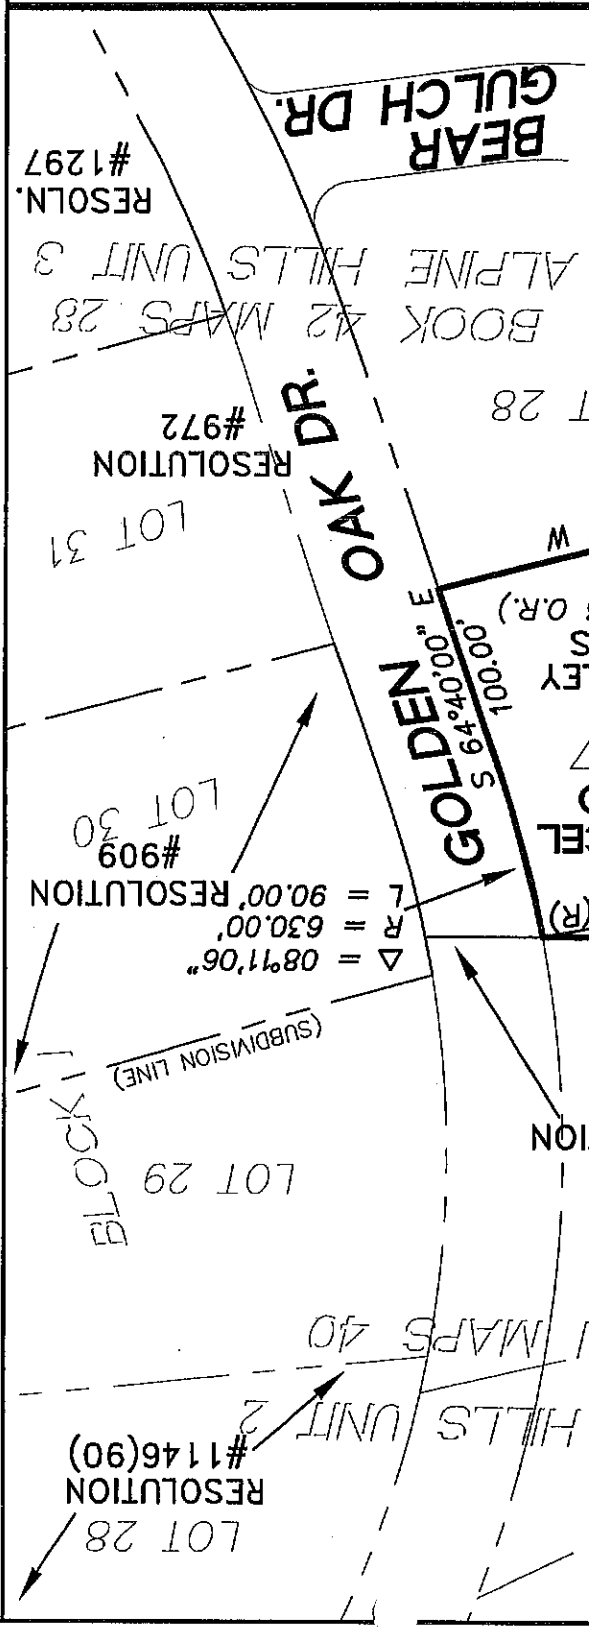 LOT 28
RESOLUTION
#1146(90)
HILLS UNIT 2
MAPS 40
LOT 29
BLOCK 1
(SUBDIVISION LINE)
Δ = 08°11'06"
R = 630.00'
L = 90.00'
(R)
RESOLUTION
#909
LOT 30
GOLDEN OAK DR.
S 64°40'00" E
100.00'
O.R.)
W
LOT 31
RESOLUTION
#972
28
BOOK 42 MAPS 28
ALPINE HILLS UNIT 3
RESOLN.
#1297
BEAR
GULCH DR.